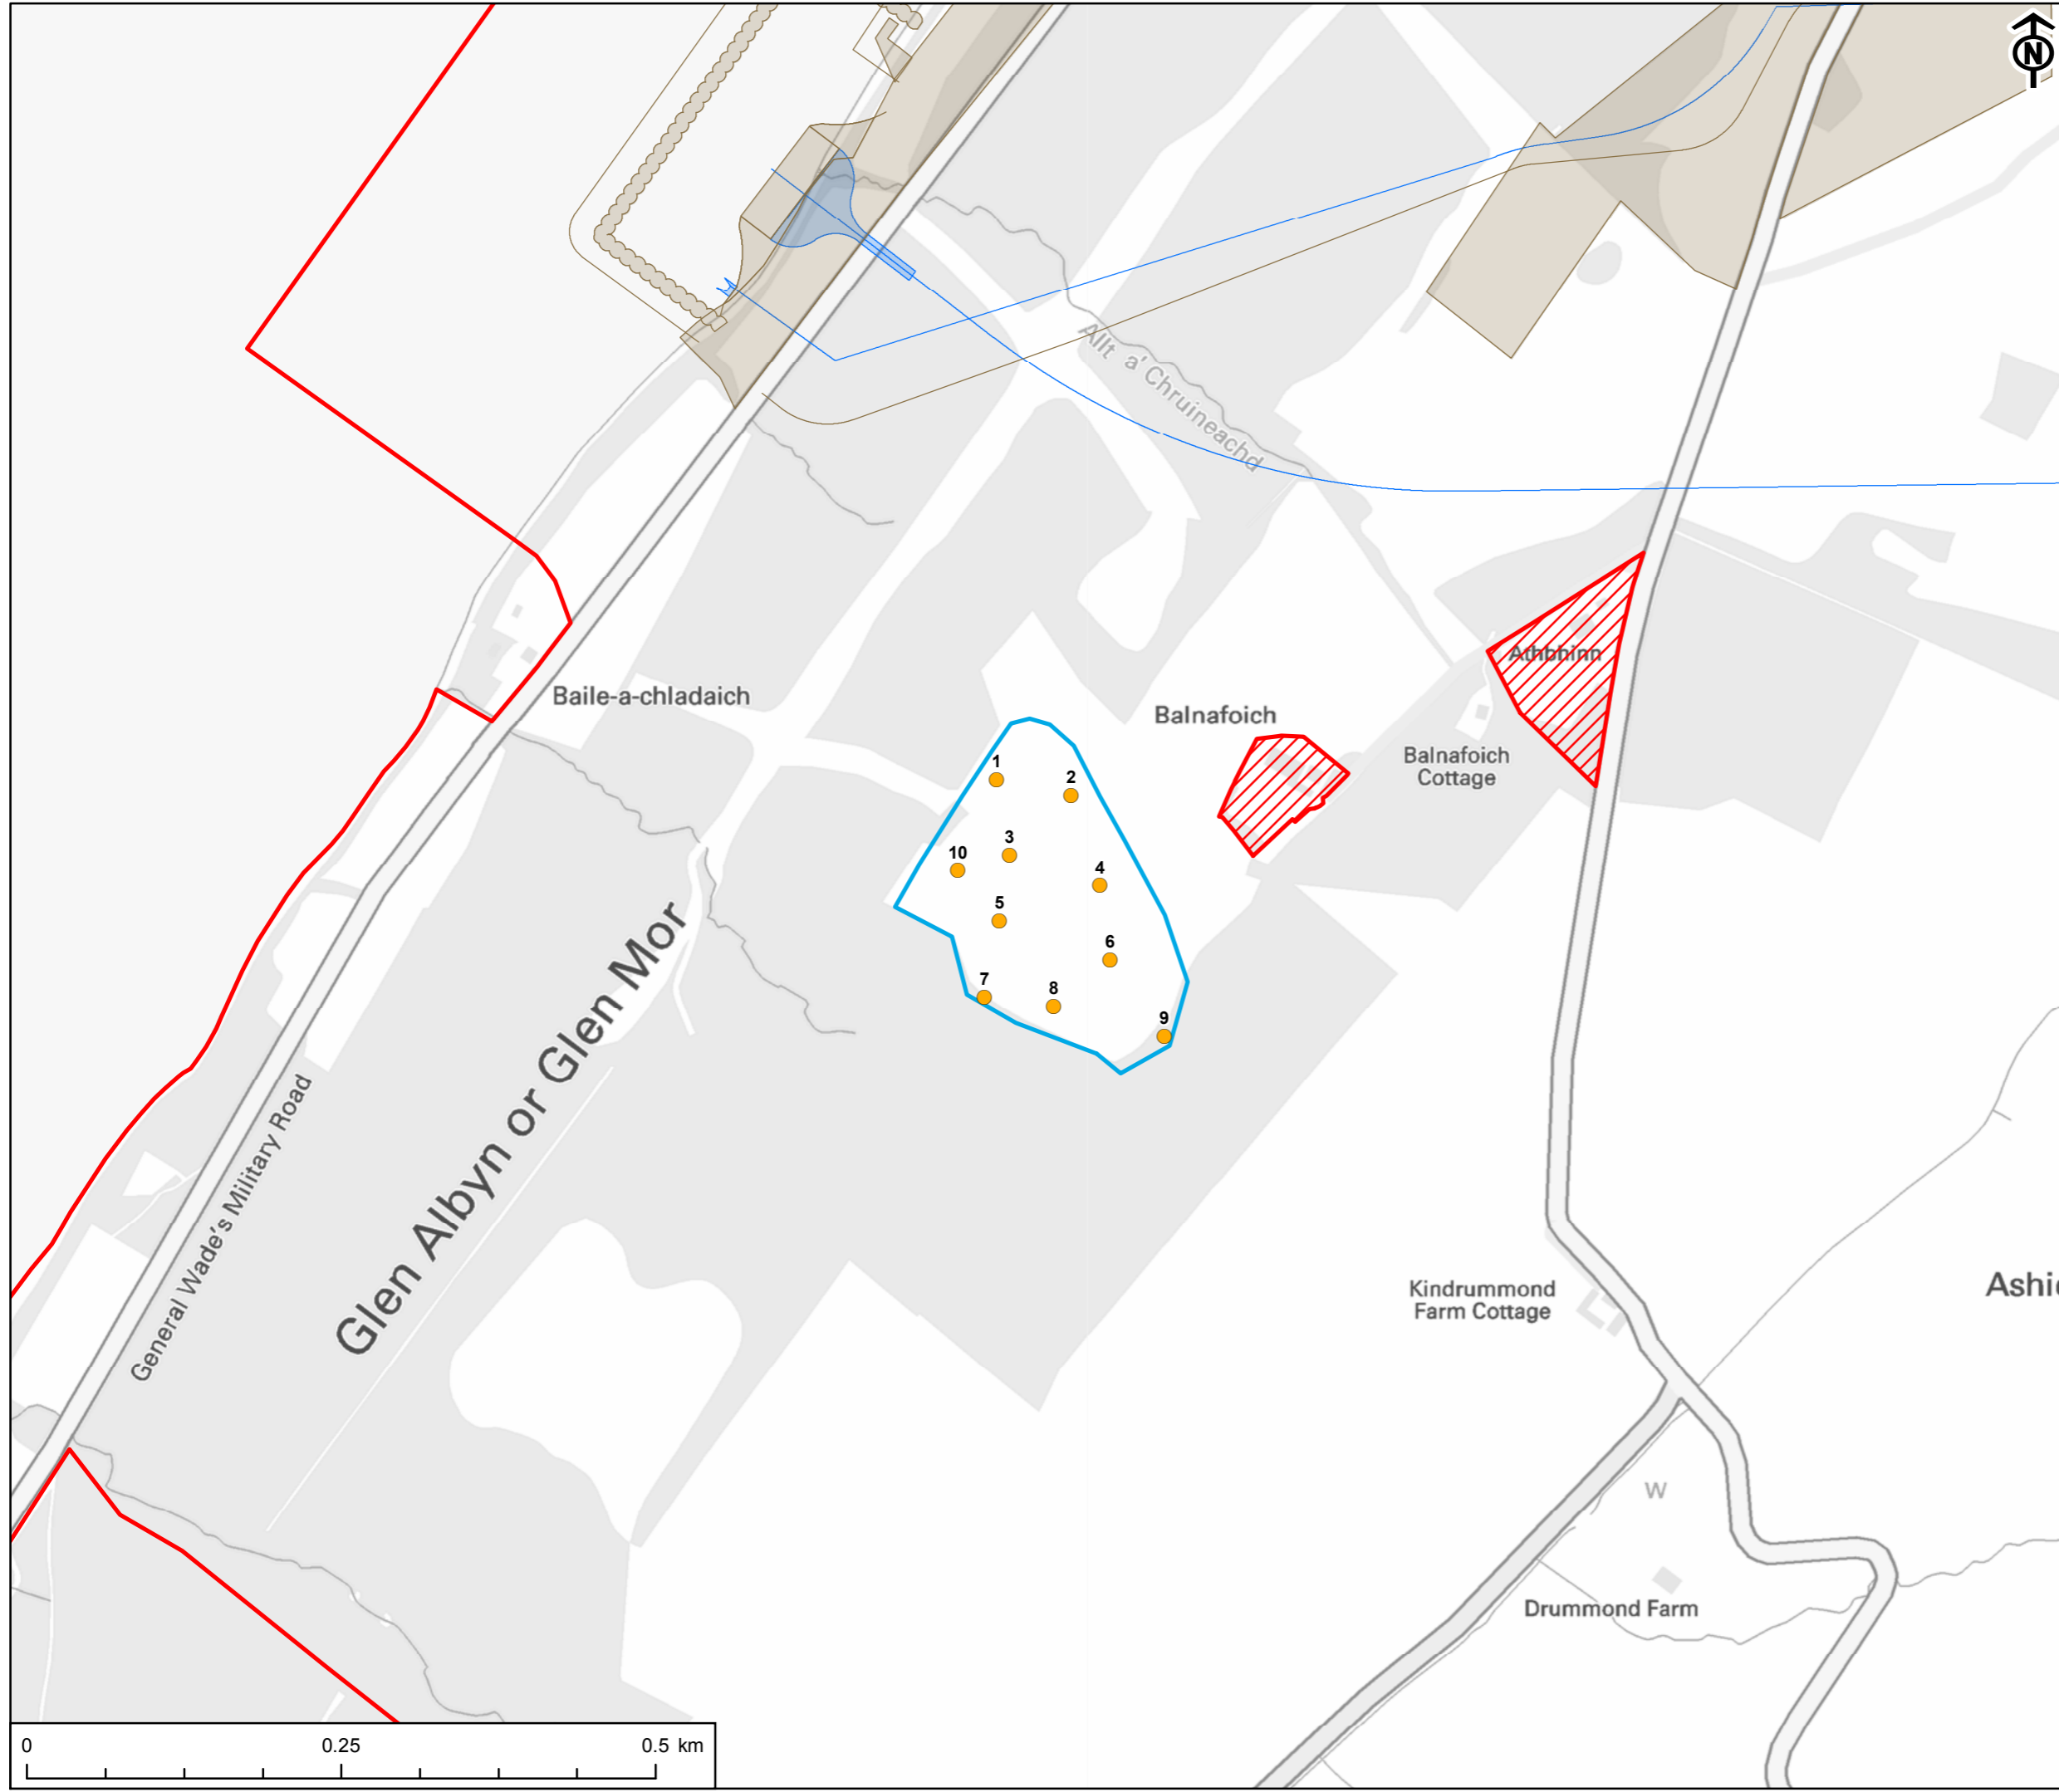 N
Allt a' Chruineachd
Athbhinn
Baile-a-chladaich
Balnafoich
Balnafoich
Cottage
1
2
3
10
4
5
6
7
8
9
Glen Albyn or Glen Mor
General Wade's Military Road
Kindrummond
Farm Cottage
Ashie
W
Drummond Farm
0
0.25
0.5 km